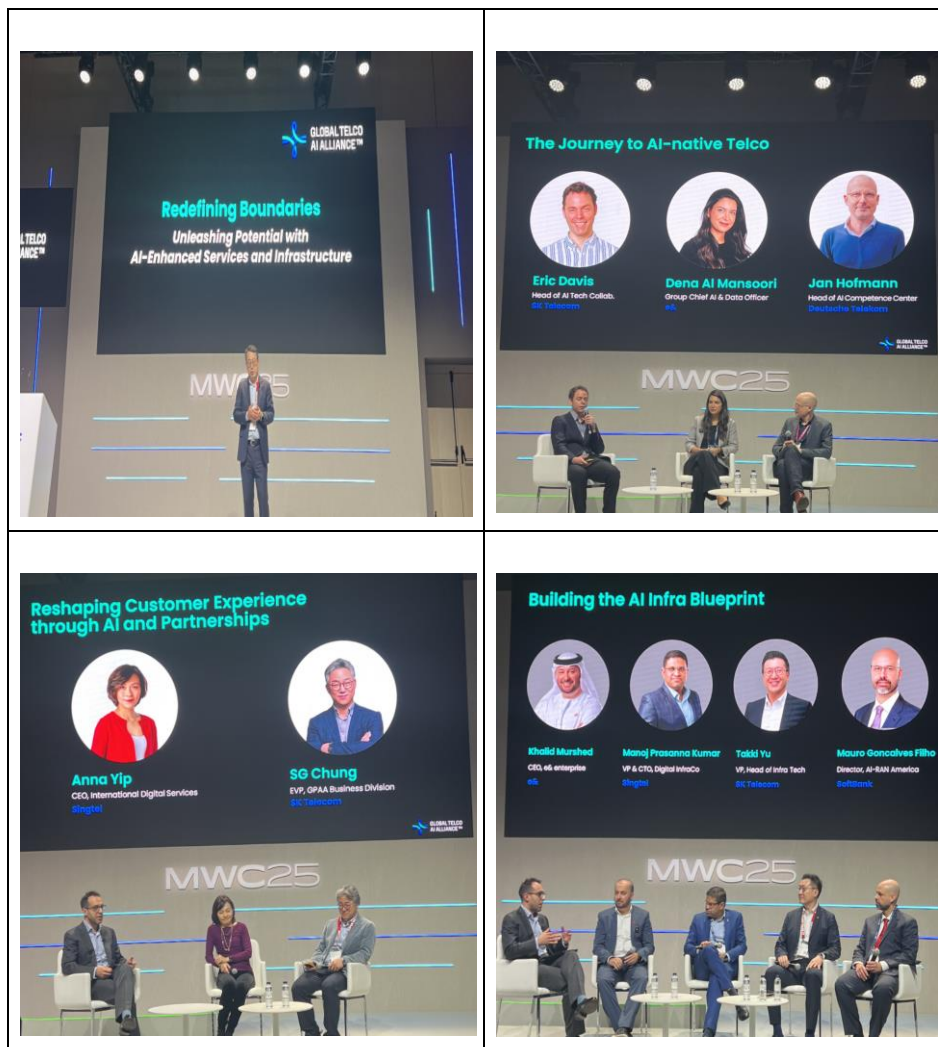 GLOBAL TELCO
AI ALLIANCE™
Redefining Boundaries
Unleashing Potential with
AI-Enhanced Services and Infrastructure
L TELCO
ANCE™
MWC25
The Journey to AI-native Telco
Eric Davis
Head of AI Tech Collab.
SK Telecom
Dena Al Mansoori
Group Chief AI & Data Officer
e&
Jan Hofmann
Head of AI Competence Center
Deutsche Telekom
GLOBAL TELCO
AI ALLIANCE™
MWC25
Reshaping Customer Experience
through AI and Partnerships
Anna Yip
CEO, International Digital Services
Singtel
SG Chung
EVP, GPAA Business Division
SK Telecom
GLOBAL TELCO
AI ALLIANCE™
MWC25
Building the AI Infra Blueprint
Khalid Murshed
CEO, e& enterprise
e&
Manoj Prasanna Kumar
VP & CTO, Digital InfraCo
Singtel
Takki Yu
VP, Head of Infra Tech
SK Telecom
Mauro Goncalves Filho
Director, AI-RAN America
SoftBank
MWC25